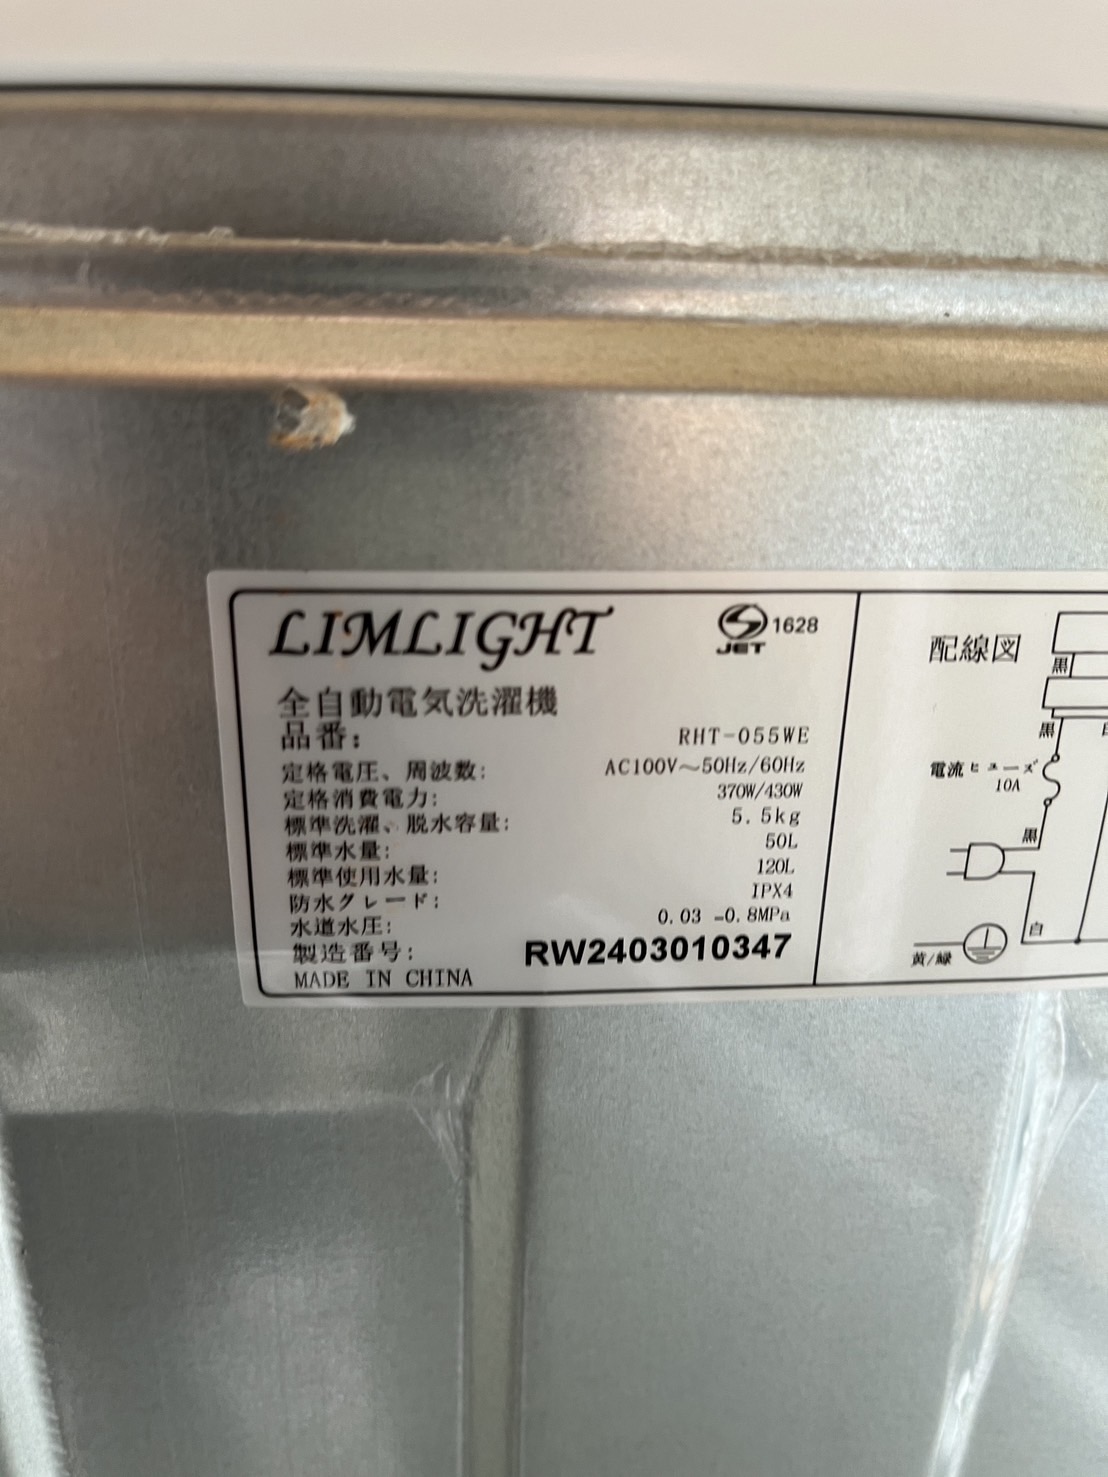 LIMLIGHT
JET 1628
全自動電気洗濯機
品番: RHT-055WE
定格電圧、周波数: AC100V~50Hz/60Hz
定格消費電力: 370W/430W
標準洗濯、脱水容量: 5.5kg
標準水量: 50L
標準使用水量: 120L
防水グレード: IPX4
水道水圧: 0.03 -0.8MPa
製造番号: RW2403010347
MADE IN CHINA
配線図
黒
黒
電流ヒューズ
10A
黒
白
黄/緑